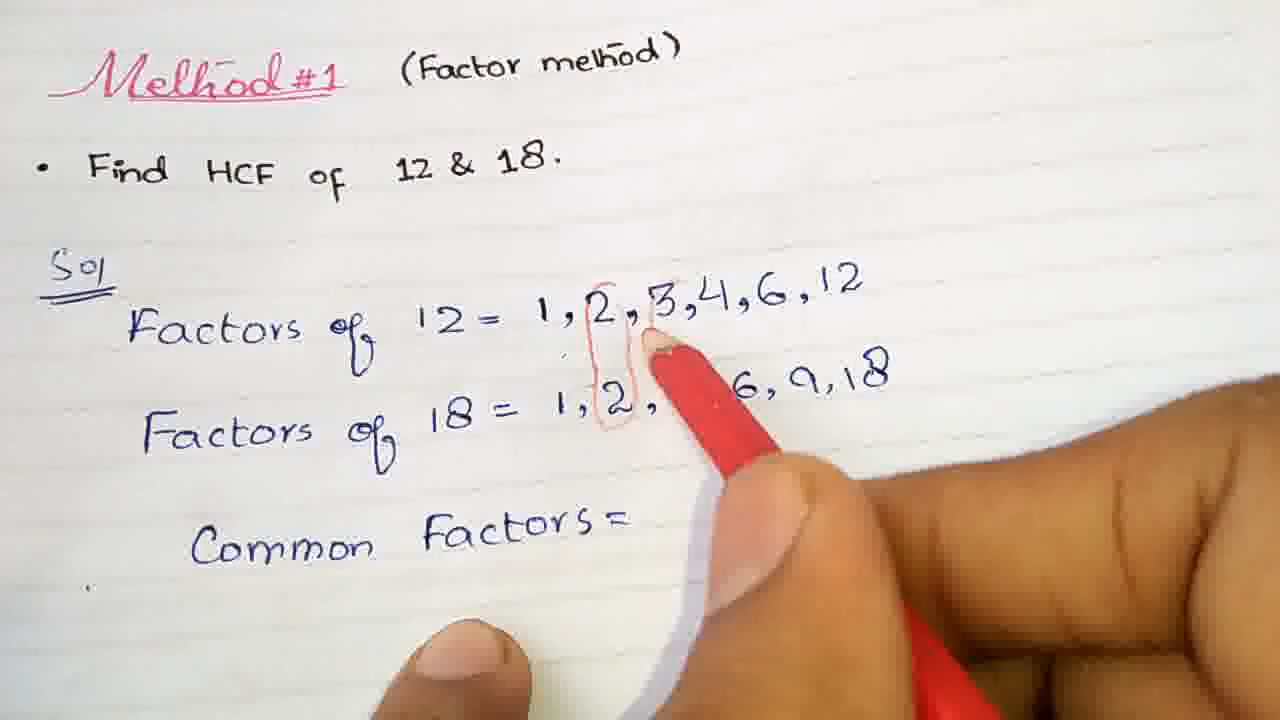 Method #1 (Factor method)
• Find HCF of 12 & 18.
Sol
Factors of 12 = 1, 2, 3, 4, 6, 12
Factors of 18 = 1, 2, 6, 9, 18
Common Factors =